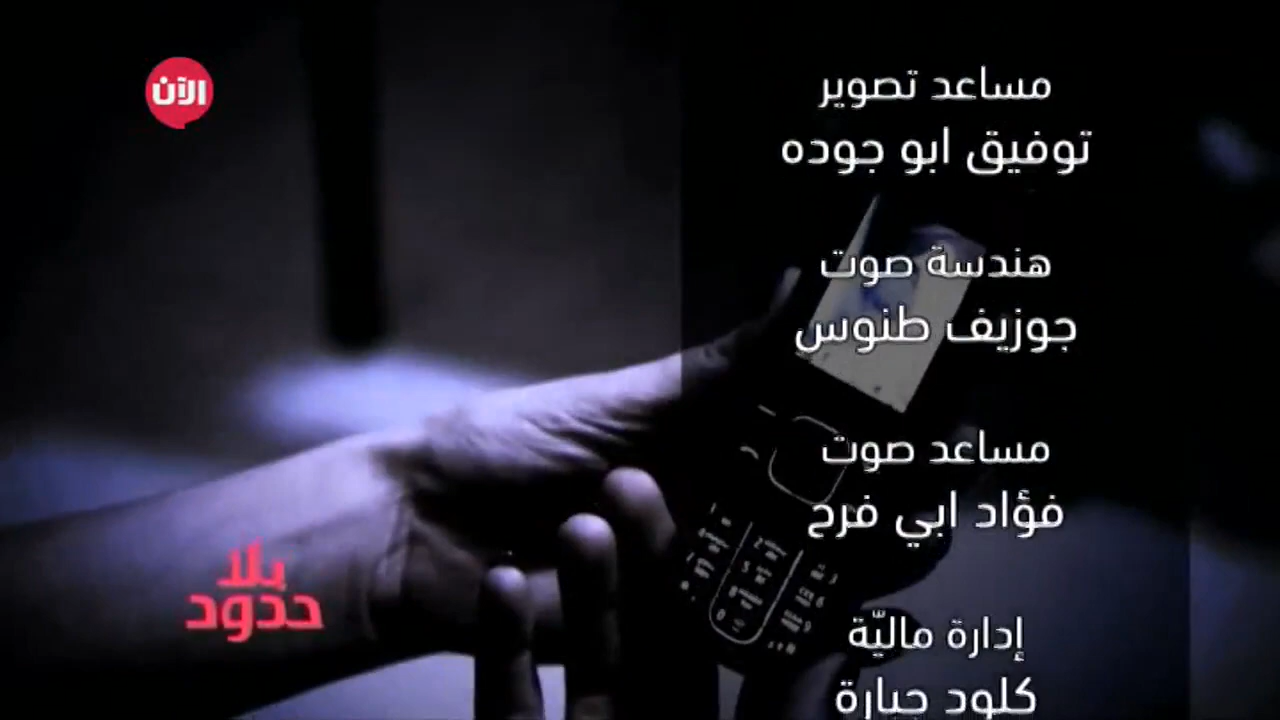 الآن
مساعد تصوير
توفيق ابو جوده
هندسة صوت
جوزيف طنوس
مساعد صوت
فؤاد ابي فرح
إدارة ماليّة
كلود جبارة
بلا
حدود